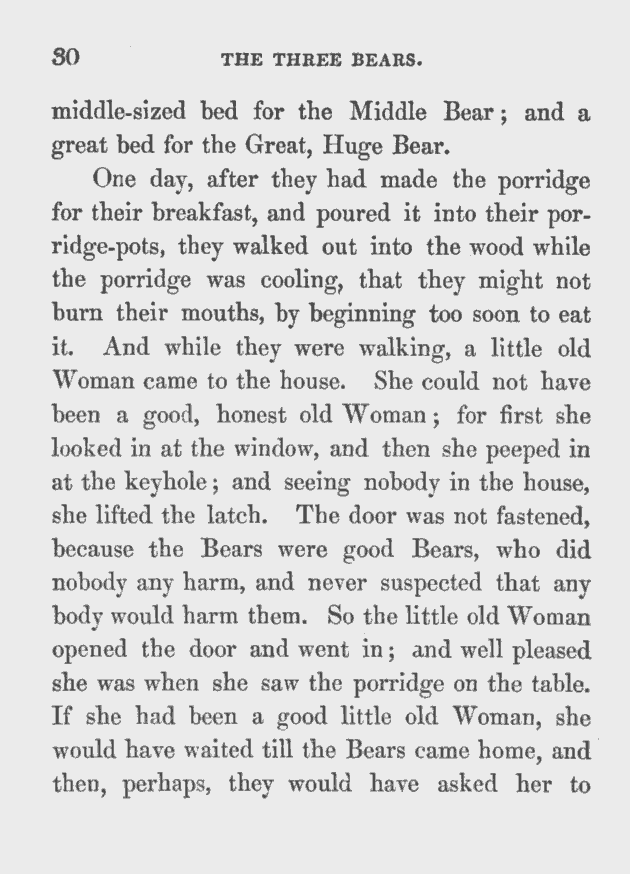 30 THE THREE BEARS.
middle-sized bed for the Middle Bear; and a
great bed for the Great, Huge Bear.
One day, after they had made the porridge
for their breakfast, and poured it into their por-
ridge-pots, they walked out into the wood while
the porridge was cooling, that they might not
burn their mouths, by beginning too soon to eat
it. And while they were walking, a little old
Woman came to the house. She could not have
been a good, honest old Woman; for first she
looked in at the window, and then she peeped in
at the keyhole; and seeing nobody in the house,
she lifted the latch. The door was not fastened,
because the Bears were good Bears, who did
nobody any harm, and never suspected that any
body would harm them. So the little old Woman
opened the door and went in; and well pleased
she was when she saw the porridge on the table.
If she had been a good little old Woman, she
would have waited till the Bears came home, and
then, perhaps, they would have asked her to